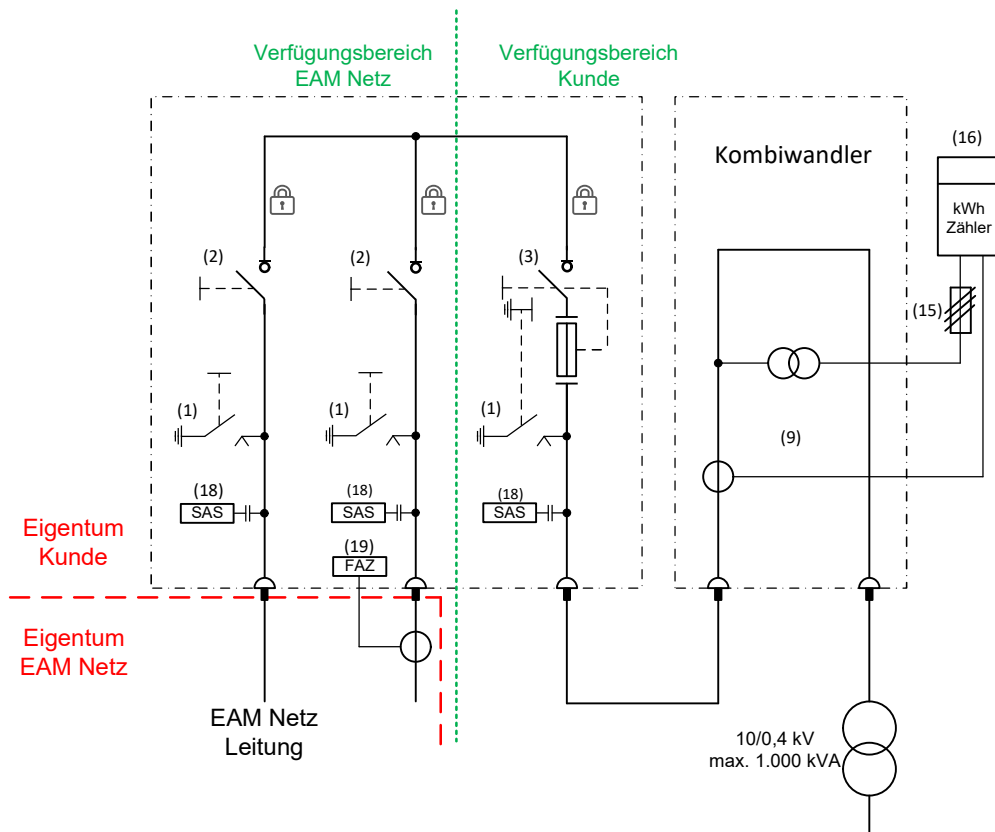 Verfügungsbereich
EAM Netz
Verfügungsbereich
Kunde
Kombiwandler
(16)
kWh
Zähler
(2)
(2)
(3)
(15)
(1)
(1)
(1)
(9)
(18)
SAS
(18)
SAS
(18)
SAS
(19)
FAZ
Eigentum
Kunde
Eigentum
EAM Netz
EAM Netz
Leitung
10/0,4 kV
max. 1.000 kVA